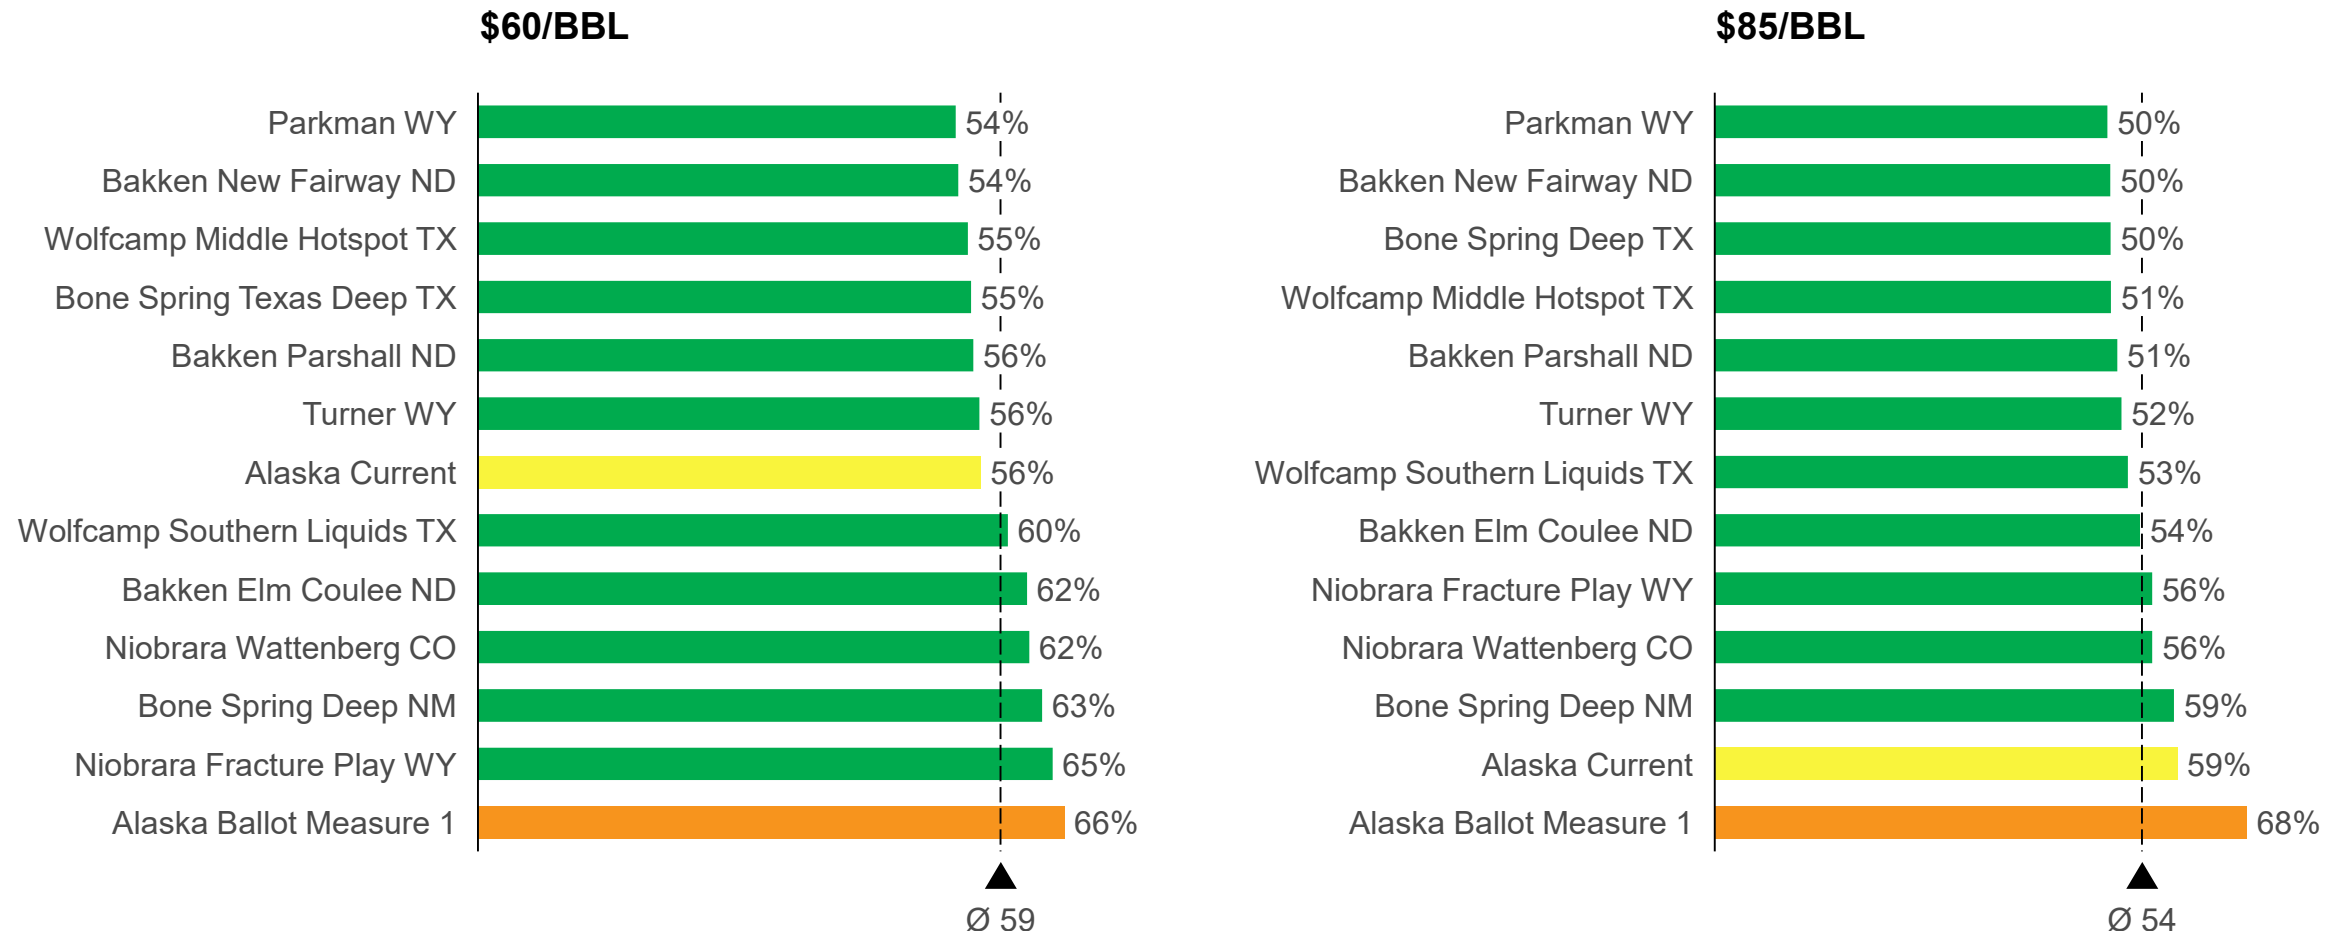 $60/BBL
Parkman WY 54%
Bakken New Fairway ND 54%
Wolfcamp Middle Hotspot TX 55%
Bone Spring Texas Deep TX 55%
Bakken Parshall ND 56%
Turner WY 56%
Alaska Current 56%
Wolfcamp Southern Liquids TX 60%
Bakken Elm Coulee ND 62%
Niobrara Wattenberg CO 62%
Bone Spring Deep NM 63%
Niobrara Fracture Play WY 65%
Alaska Ballot Measure 1 66%
Ø 59
$85/BBL
Parkman WY 50%
Bakken New Fairway ND 50%
Bone Spring Deep TX 50%
Wolfcamp Middle Hotspot TX 51%
Bakken Parshall ND 51%
Turner WY 52%
Wolfcamp Southern Liquids TX 53%
Bakken Elm Coulee ND 54%
Niobrara Fracture Play WY 56%
Niobrara Wattenberg CO 56%
Bone Spring Deep NM 59%
Alaska Current 59%
Alaska Ballot Measure 1 68%
Ø 54